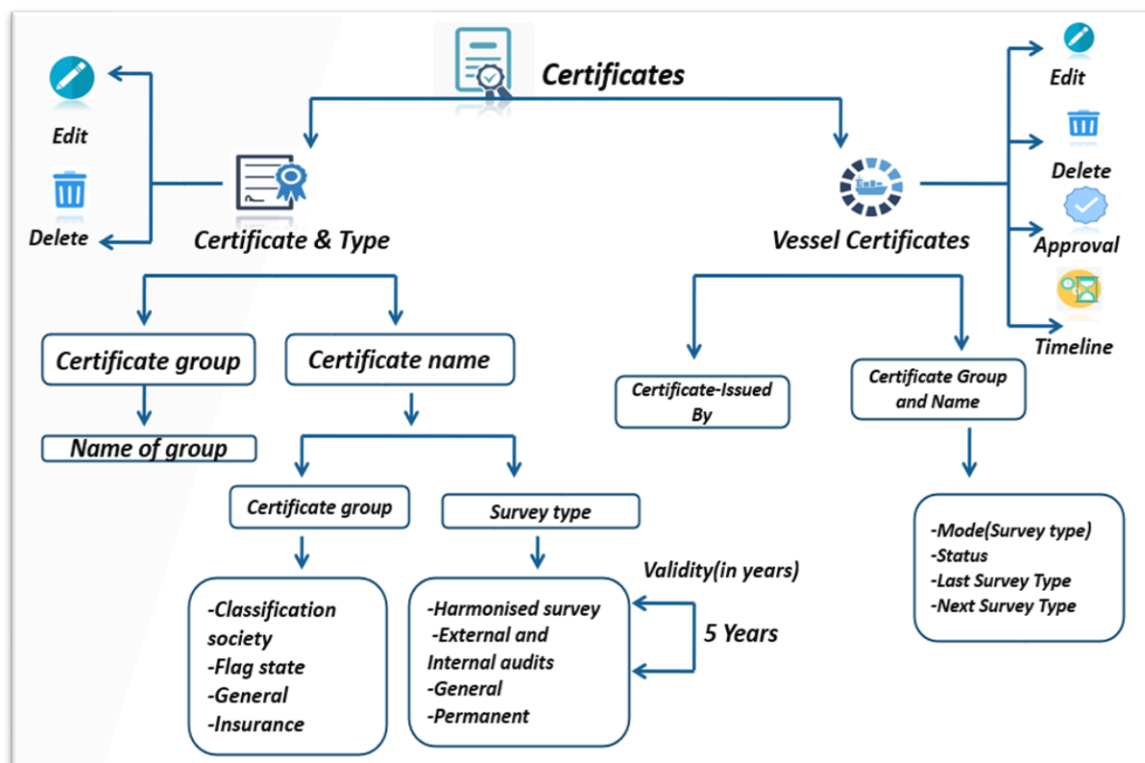 Certificates
Edit
Delete
Certificate & Type
Edit
Delete
Approval
Timeline
Vessel Certificates
Certificate group
Certificate name
Name of group
Certificate group
Survey type
-Classification
society
-Flag state
-General
-Insurance
-Harmonised survey
-External and
Internal audits
-General
-Permanent
Validity(in years)
5 Years
Certificate-Issued
By
Certificate Group
and Name
-Mode(Survey type)
-Status
-Last Survey Type
-Next Survey Type